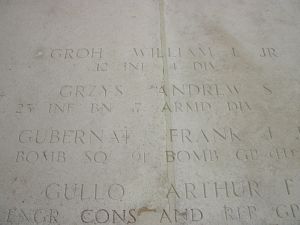 GROH WILLIAM L JR
12 INF 4 DIV
GRZYS ANDREW S
23 INF BN 7 ARMD DIV
GUBERNAT FRANK J
BOMB SQ 91 BOMB GP (H)
GULLO ARTHUR F
ENGR CONS AND REP GP